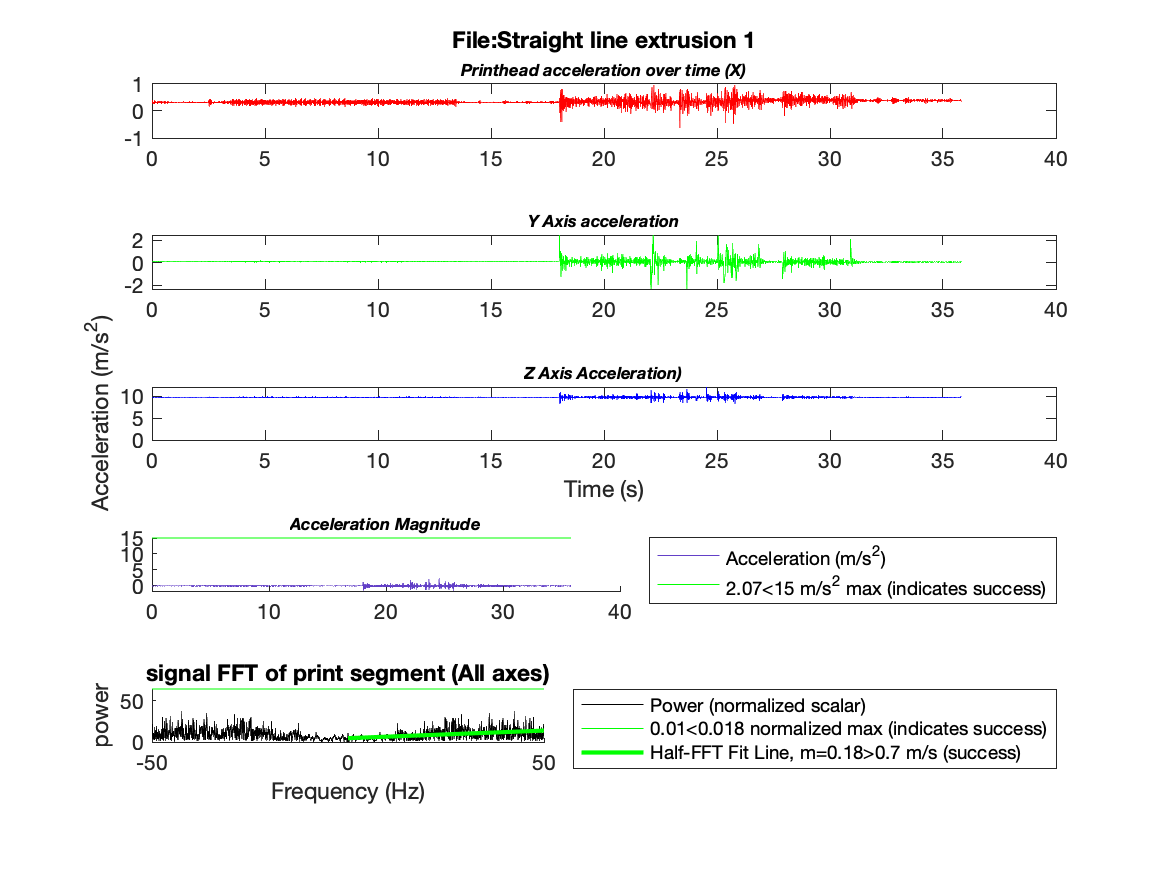 File:Straight line extrusion 1
Printhead acceleration over time (X)
1
0
-1
0 5 10 15 20 25 30 35 40
Y Axis acceleration
2
0
-2
0 5 10 15 20 25 30 35 40
Acceleration (m/s²)
Z Axis Acceleration)
10
5
0
0 5 10 15 20 25 30 35 40
Time (s)
Acceleration Magnitude
15
10
5
0
0 10 20 30 40
Acceleration (m/s²)
2.07<15 m/s² max (indicates success)
signal FFT of print segment (All axes)
power
50
0
-50 0 50
Frequency (Hz)
Power (normalized scalar)
0.01<0.018 normalized max (indicates success)
Half-FFT Fit Line, m=0.18>0.7 m/s (success)